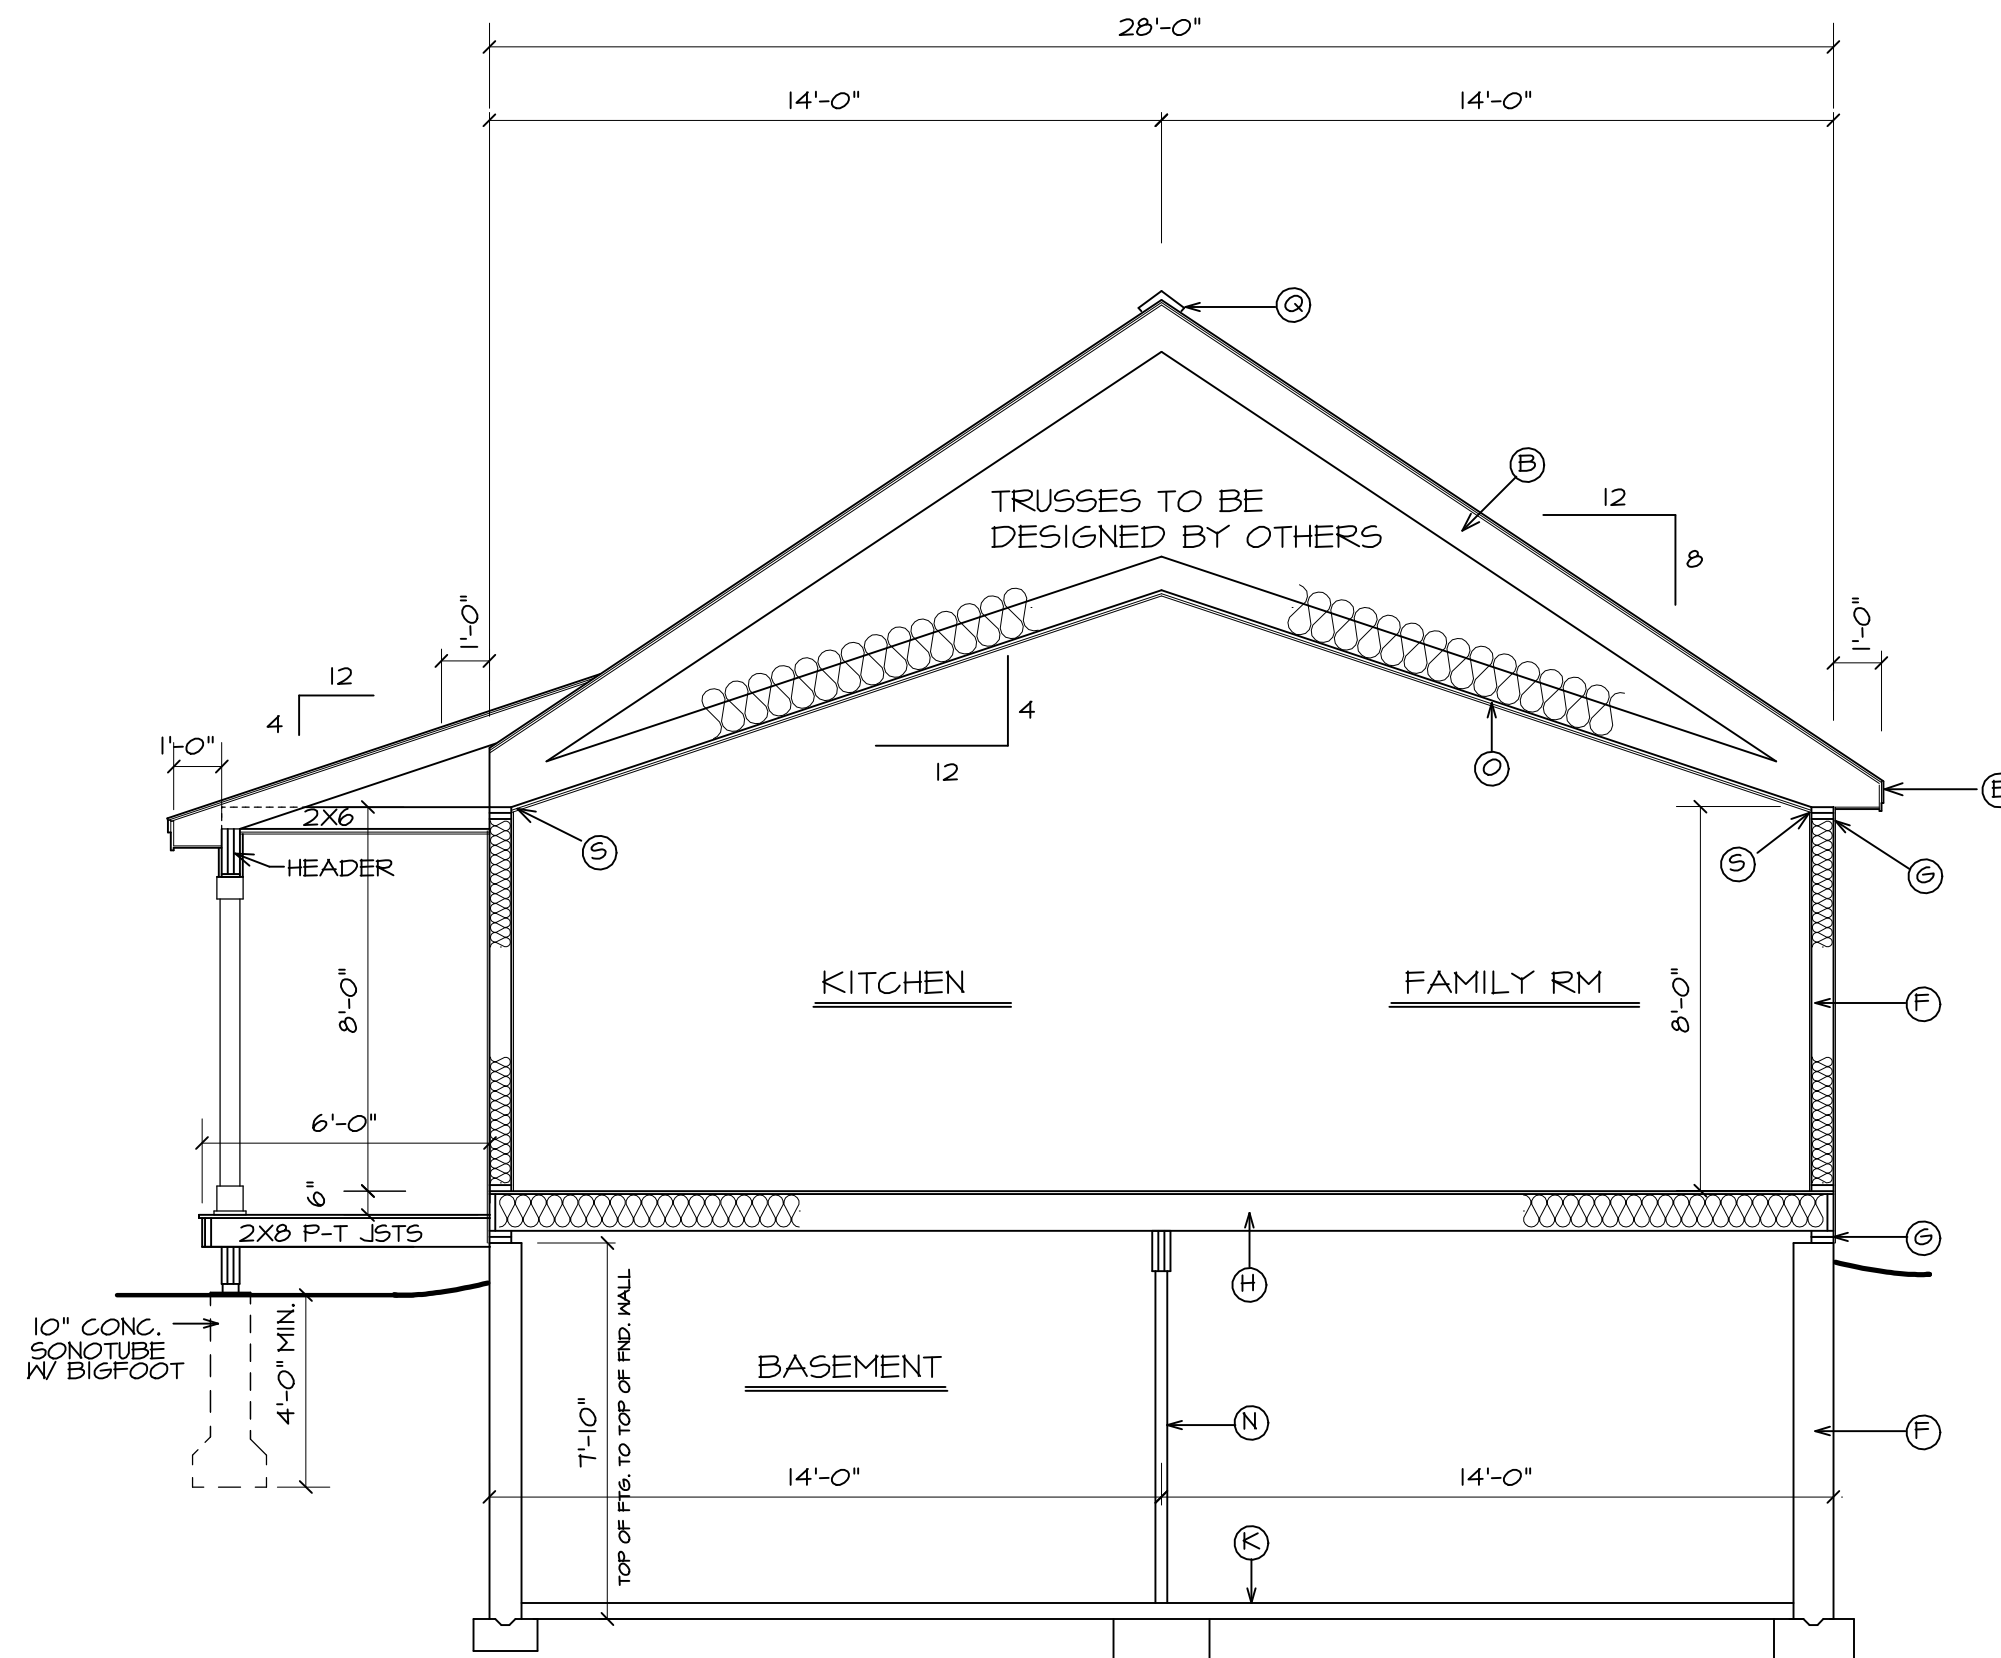 28'-0"
14'-0"
14'-0"
Q
B
TRUSSES TO BE
DESIGNED BY OTHERS
12
8
1'-0"
1'-0"
12
4
1'-0"
4
12
O
2X6
HEADER
S
S
G
KITCHEN
FAMILY RM
8'-0"
8'-0"
F
6'-0"
6"
2X8 P-T JSTS
G
H
10" CONC.
SONOTUBE
W/ BIGFOOT
4'-0" MIN.
BASEMENT
7'-10"
TOP OF FTG. TO TOP OF FND. WALL
N
F
14'-0"
14'-0"
K